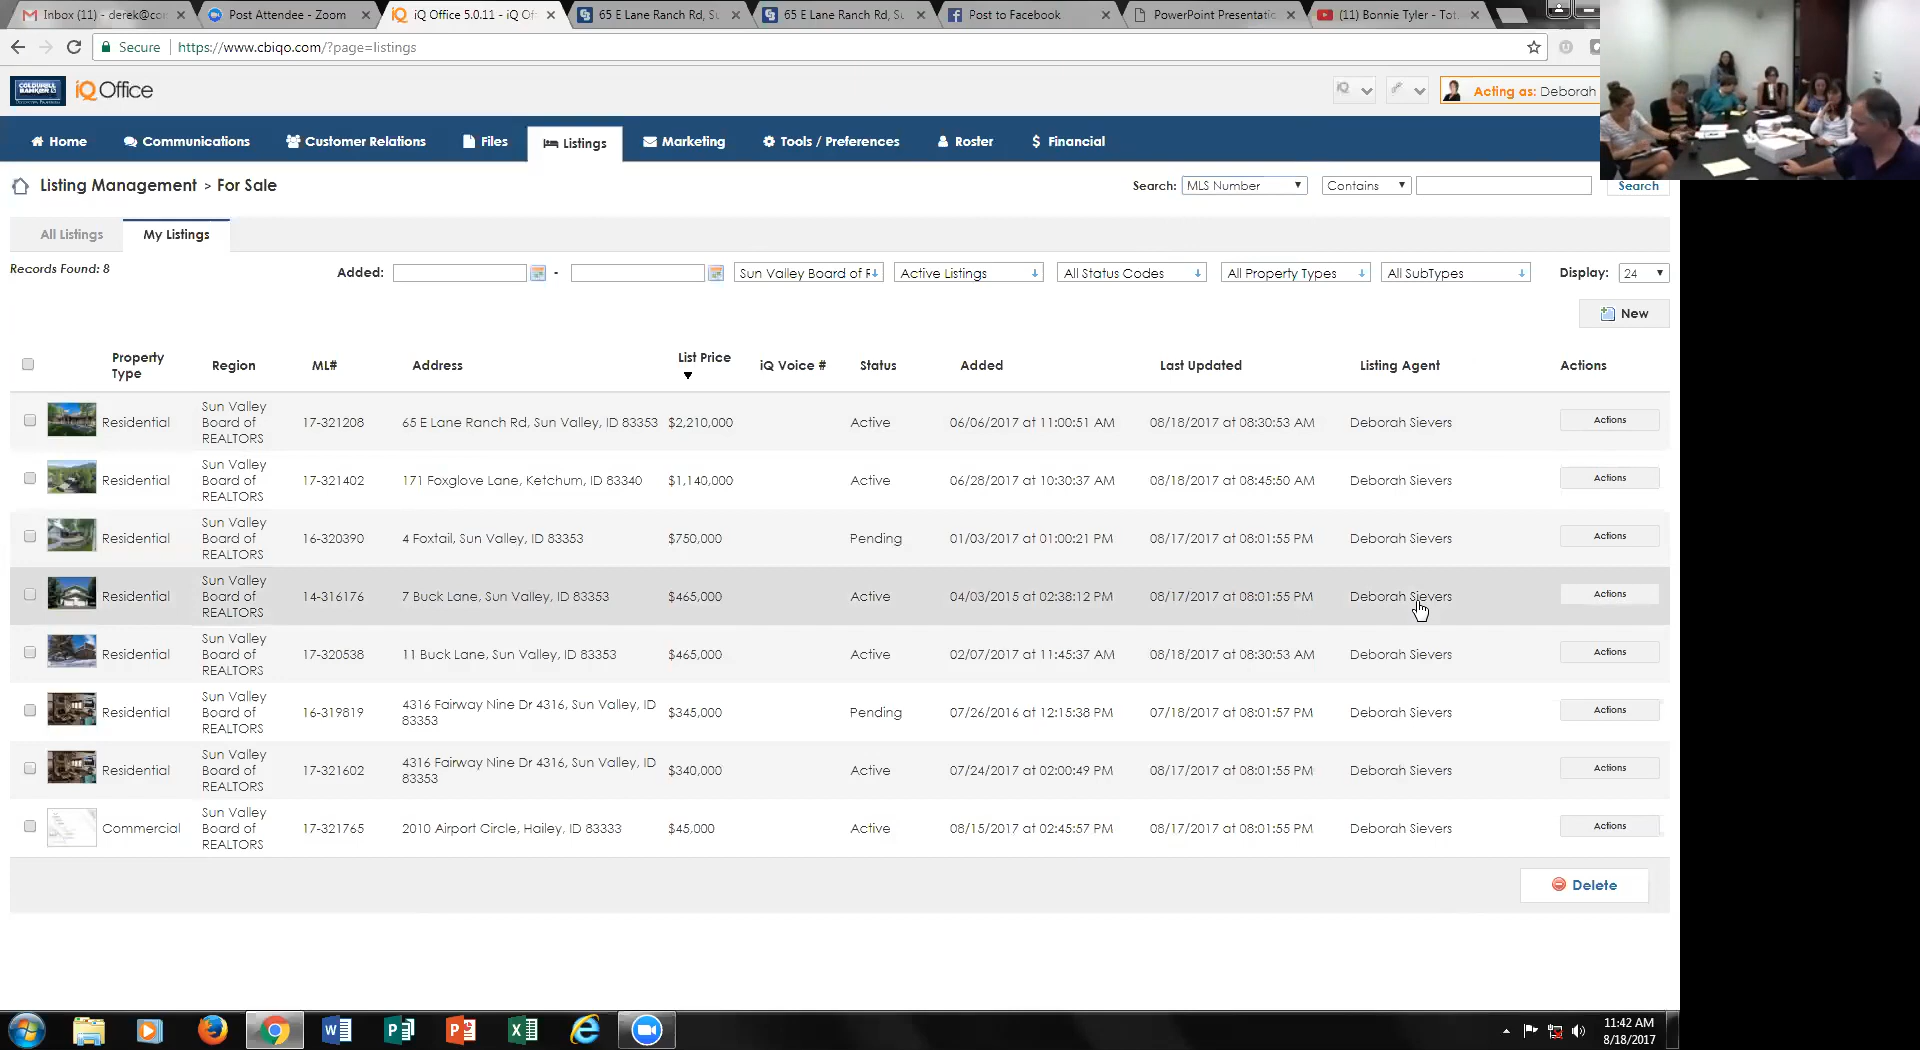 Inbox (11) - derek@co
Post Attendee - Zoom
iQ Office 5.0.11 - iQ Of
65 E Lane Ranch Rd, Su
65 E Lane Ranch Rd, Su
Post to Facebook
PowerPoint Presentatio
(11) Bonnie Tyler - Tot
Secure
https://www.cbiqo.com/?page=listings
COLDWELL BANKER
iQ Office
iQ
Acting as: Deborah
Home
Communications
Customer Relations
Files
Listings
Marketing
Tools / Preferences
Roster
$ Financial
Listing Management > For Sale
Search: MLS Number Contains
Search
All Listings
My Listings
Records Found: 8
Added: - Sun Valley Board of R Active Listings All Status Codes All Property Types All SubTypes Display: 24
New
Property Type Region ML# Address List Price iQ Voice # Status Added Last Updated Listing Agent Actions
Residential Sun Valley Board of REALTORS 17-321208 65 E Lane Ranch Rd, Sun Valley, ID 83353 $2,210,000 Active 06/06/2017 at 11:00:51 AM 08/18/2017 at 08:30:53 AM Deborah Sievers Actions
Residential Sun Valley Board of REALTORS 17-321402 171 Foxglove Lane, Ketchum, ID 83340 $1,140,000 Active 06/28/2017 at 10:30:37 AM 08/18/2017 at 08:45:50 AM Deborah Sievers Actions
Residential Sun Valley Board of REALTORS 16-320390 4 Foxtail, Sun Valley, ID 83353 $750,000 Pending 01/03/2017 at 01:00:21 PM 08/17/2017 at 08:01:55 PM Deborah Sievers Actions
Residential Sun Valley Board of REALTORS 14-316176 7 Buck Lane, Sun Valley, ID 83353 $465,000 Active 04/03/2015 at 02:38:12 PM 08/17/2017 at 08:01:55 PM Deborah Sievers Actions
Residential Sun Valley Board of REALTORS 17-320538 11 Buck Lane, Sun Valley, ID 83353 $465,000 Active 02/07/2017 at 11:45:37 AM 08/18/2017 at 08:30:53 AM Deborah Sievers Actions
Residential Sun Valley Board of REALTORS 16-319819 4316 Fairway Nine Dr 4316, Sun Valley, ID 83353 $345,000 Pending 07/26/2016 at 12:15:38 PM 07/18/2017 at 08:01:57 PM Deborah Sievers Actions
Residential Sun Valley Board of REALTORS 17-321602 4316 Fairway Nine Dr 4316, Sun Valley, ID 83353 $340,000 Active 07/24/2017 at 02:00:49 PM 08/17/2017 at 08:01:55 PM Deborah Sievers Actions
Commercial Sun Valley Board of REALTORS 17-321765 2010 Airport Circle, Hailey, ID 83333 $45,000 Active 08/15/2017 at 02:45:57 PM 08/17/2017 at 08:01:55 PM Deborah Sievers Actions
Delete
11:42 AM
8/18/2017